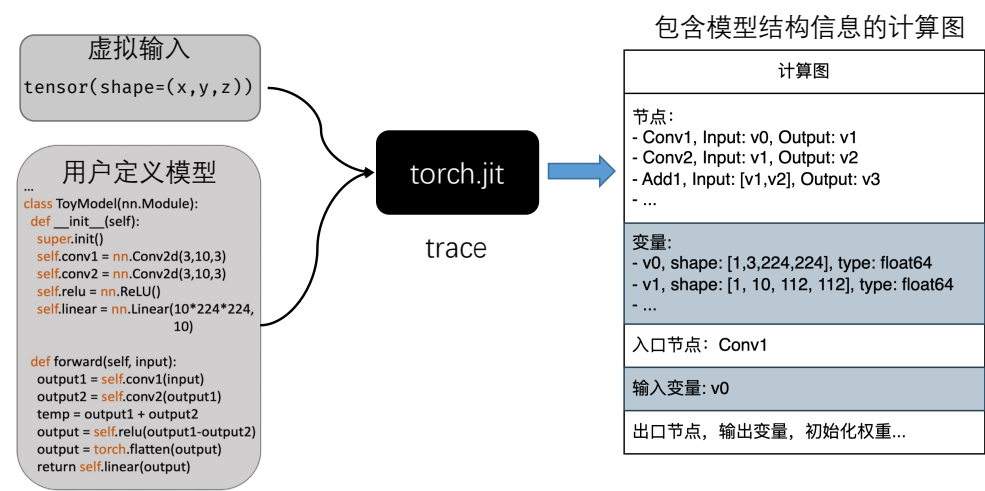 虚拟输入
tensor(shape=(x,y,z))
用户定义模型
...
class ToyModel(nn.Module):
def __init__(self):
super.init()
self.conv1 = nn.Conv2d(3,10,3)
self.conv2 = nn.Conv2d(3,10,3)
self.relu = nn.ReLU()
self.linear = nn.Linear(10*224*224,
10)
def forward(self, input):
output1 = self.conv1(input)
output2 = self.conv2(output1)
temp = output1 + output2
output = self.relu(output1-output2)
output = torch.flatten(output)
return self.linear(output)
torch.jit
trace
包含模型结构信息的计算图
计算图
节点：
- Conv1, Input: v0, Output: v1
- Conv2, Input: v1, Output: v2
- Add1, Input: [v1,v2], Output: v3
- ...
变量:
- v0, shape: [1,3,224,224], type: float64
- v1, shape: [1, 10, 112, 112], type: float64
- ...
入口节点：Conv1
输入变量: v0
出口节点，输出变量，初始化权重...